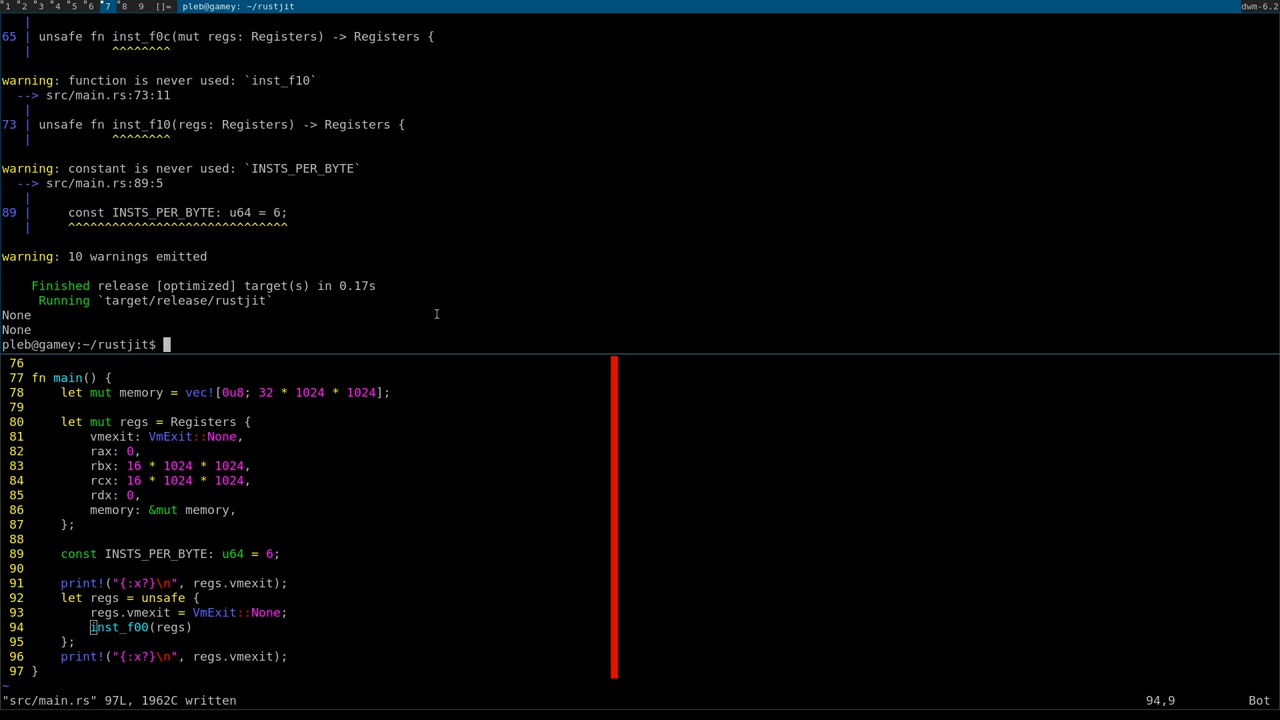 1 2 3 4 5 6 7 8 9 []= pleb@gamey: ~/rustjit dwm-6.2
|
65 | unsafe fn inst_f0c(mut regs: Registers) -> Registers {
| ^^^^^^^^
warning: function is never used: `inst_f10`
--> src/main.rs:73:11
|
73 | unsafe fn inst_f10(regs: Registers) -> Registers {
| ^^^^^^^^
warning: constant is never used: `INSTS_PER_BYTE`
--> src/main.rs:89:5
|
89 |     const INSTS_PER_BYTE: u64 = 6;
|     ^^^^^^^^^^^^^^^^^^^^^^^^^^^^^^
warning: 10 warnings emitted
Finished release [optimized] target(s) in 0.17s
Running `target/release/rustjit`
None
None
pleb@gamey:~/rustjit$
76
77 fn main() {
78     let mut memory = vec![0u8; 32 * 1024 * 1024];
79
80     let mut regs = Registers {
81         vmexit: VmExit::None,
82         rax: 0,
83         rbx: 16 * 1024 * 1024,
84         rcx: 16 * 1024 * 1024,
85         rdx: 0,
86         memory: &mut memory,
87     };
88
89     const INSTS_PER_BYTE: u64 = 6;
90
91     print!("{:x?}\n", regs.vmexit);
92     let regs = unsafe {
93         regs.vmexit = VmExit::None;
94         inst_f00(regs)
95     };
96     print!("{:x?}\n", regs.vmexit);
97 }
~
"src/main.rs" 97L, 1962C written 94,9 Bot